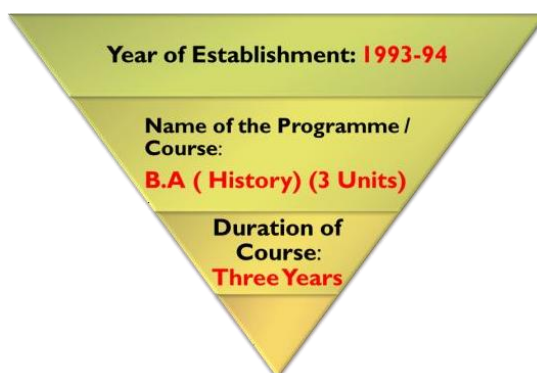 Year of Establishment: 1993-94
Name of the Programme /
Course:
B.A ( History) (3 Units)
Duration of
Course:
Three Years